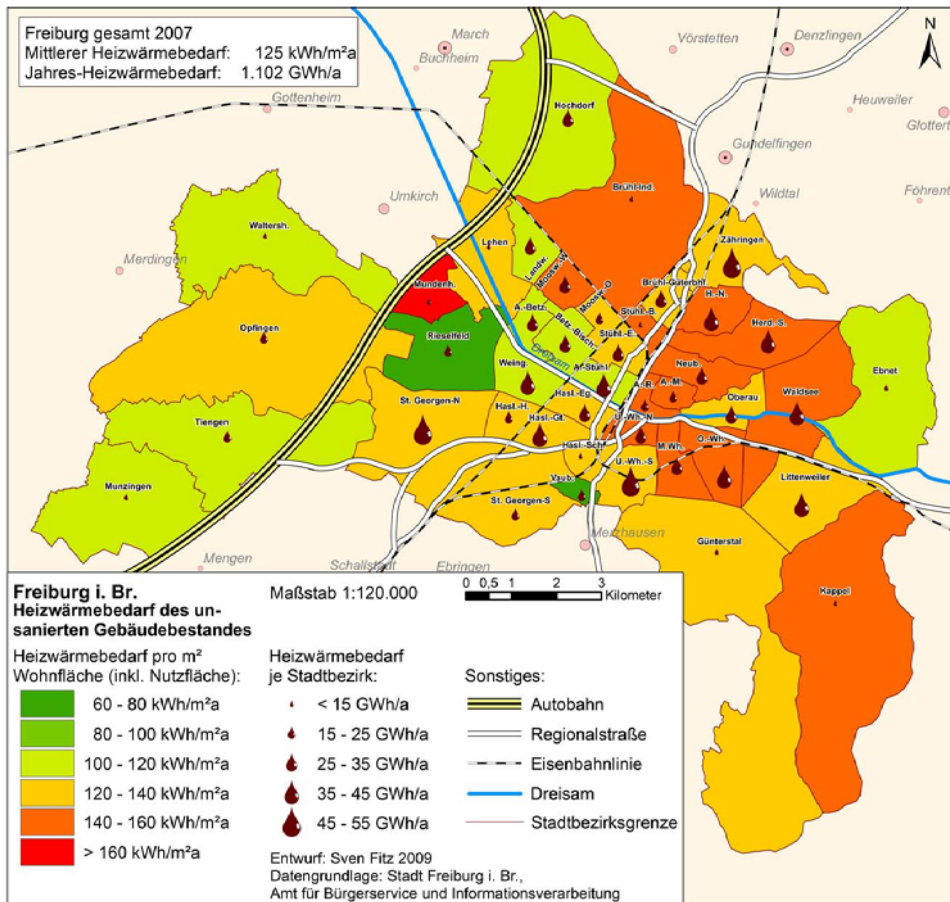 Freiburg gesamt 2007
Mittlerer Heizwärmebedarf: 125 kWh/m²a
Jahres-Heizwärmebedarf: 1.102 GWh/a
March
Buchheim
Vörstetten
Denzlingen
N
Gottenheim
Hochdorf
Heuweiler
Glottert
Gundelfingen
Umkirch
Brühl-Ind.
Wildtal
Föhrent
Waltersh.
Lehen
Zähringen
Merdingen
Landw.
Moosw.-W
Mundenh.
Moosw.-O
Brühl-Güterbhf.
H.-N.
Opfingen
A.-Betz.
Stühl.-B.
Herd.-S.
Rieselfeld
Betz.-Bisch.
Stühl.-E.
Dreisam
Weing.
A.-Stühl.
Neub.
Ebnet
St. Georgen-N
Hasl.-Eg.
A.-R.
A.-M.
Oberau
Waldsee
Hasl.-H.
Hasl.-Gt.
U.-Wh.-N
Tiengen
Hasl.-Sch.
M.Wh.
O.-Wh.
U.-Wh.-S
Munzingen
Vaub.
Littenweiler
St. Georgen-S
Merzhausen
Günterstal
Mengen
Schallstadt
Ebringen
Kappel
Freiburg i. Br.
Heizwärmebedarf des un-
sanierten Gebäudebestandes
Maßstab 1:120.000
0 0,5 1 2 3
Kilometer
Heizwärmebedarf pro m²
Wohnfläche (inkl. Nutzfläche):
60 - 80 kWh/m²a
80 - 100 kWh/m²a
100 - 120 kWh/m²a
120 - 140 kWh/m²a
140 - 160 kWh/m²a
> 160 kWh/m²a
Heizwärmebedarf
je Stadtbezirk:
< 15 GWh/a
15 - 25 GWh/a
25 - 35 GWh/a
35 - 45 GWh/a
45 - 55 GWh/a
Sonstiges:
Autobahn
Regionalstraße
Eisenbahnlinie
Dreisam
Stadtbezirksgrenze
Entwurf: Sven Fitz 2009
Datengrundlage: Stadt Freiburg i. Br.,
Amt für Bürgerservice und Informationsverarbeitung